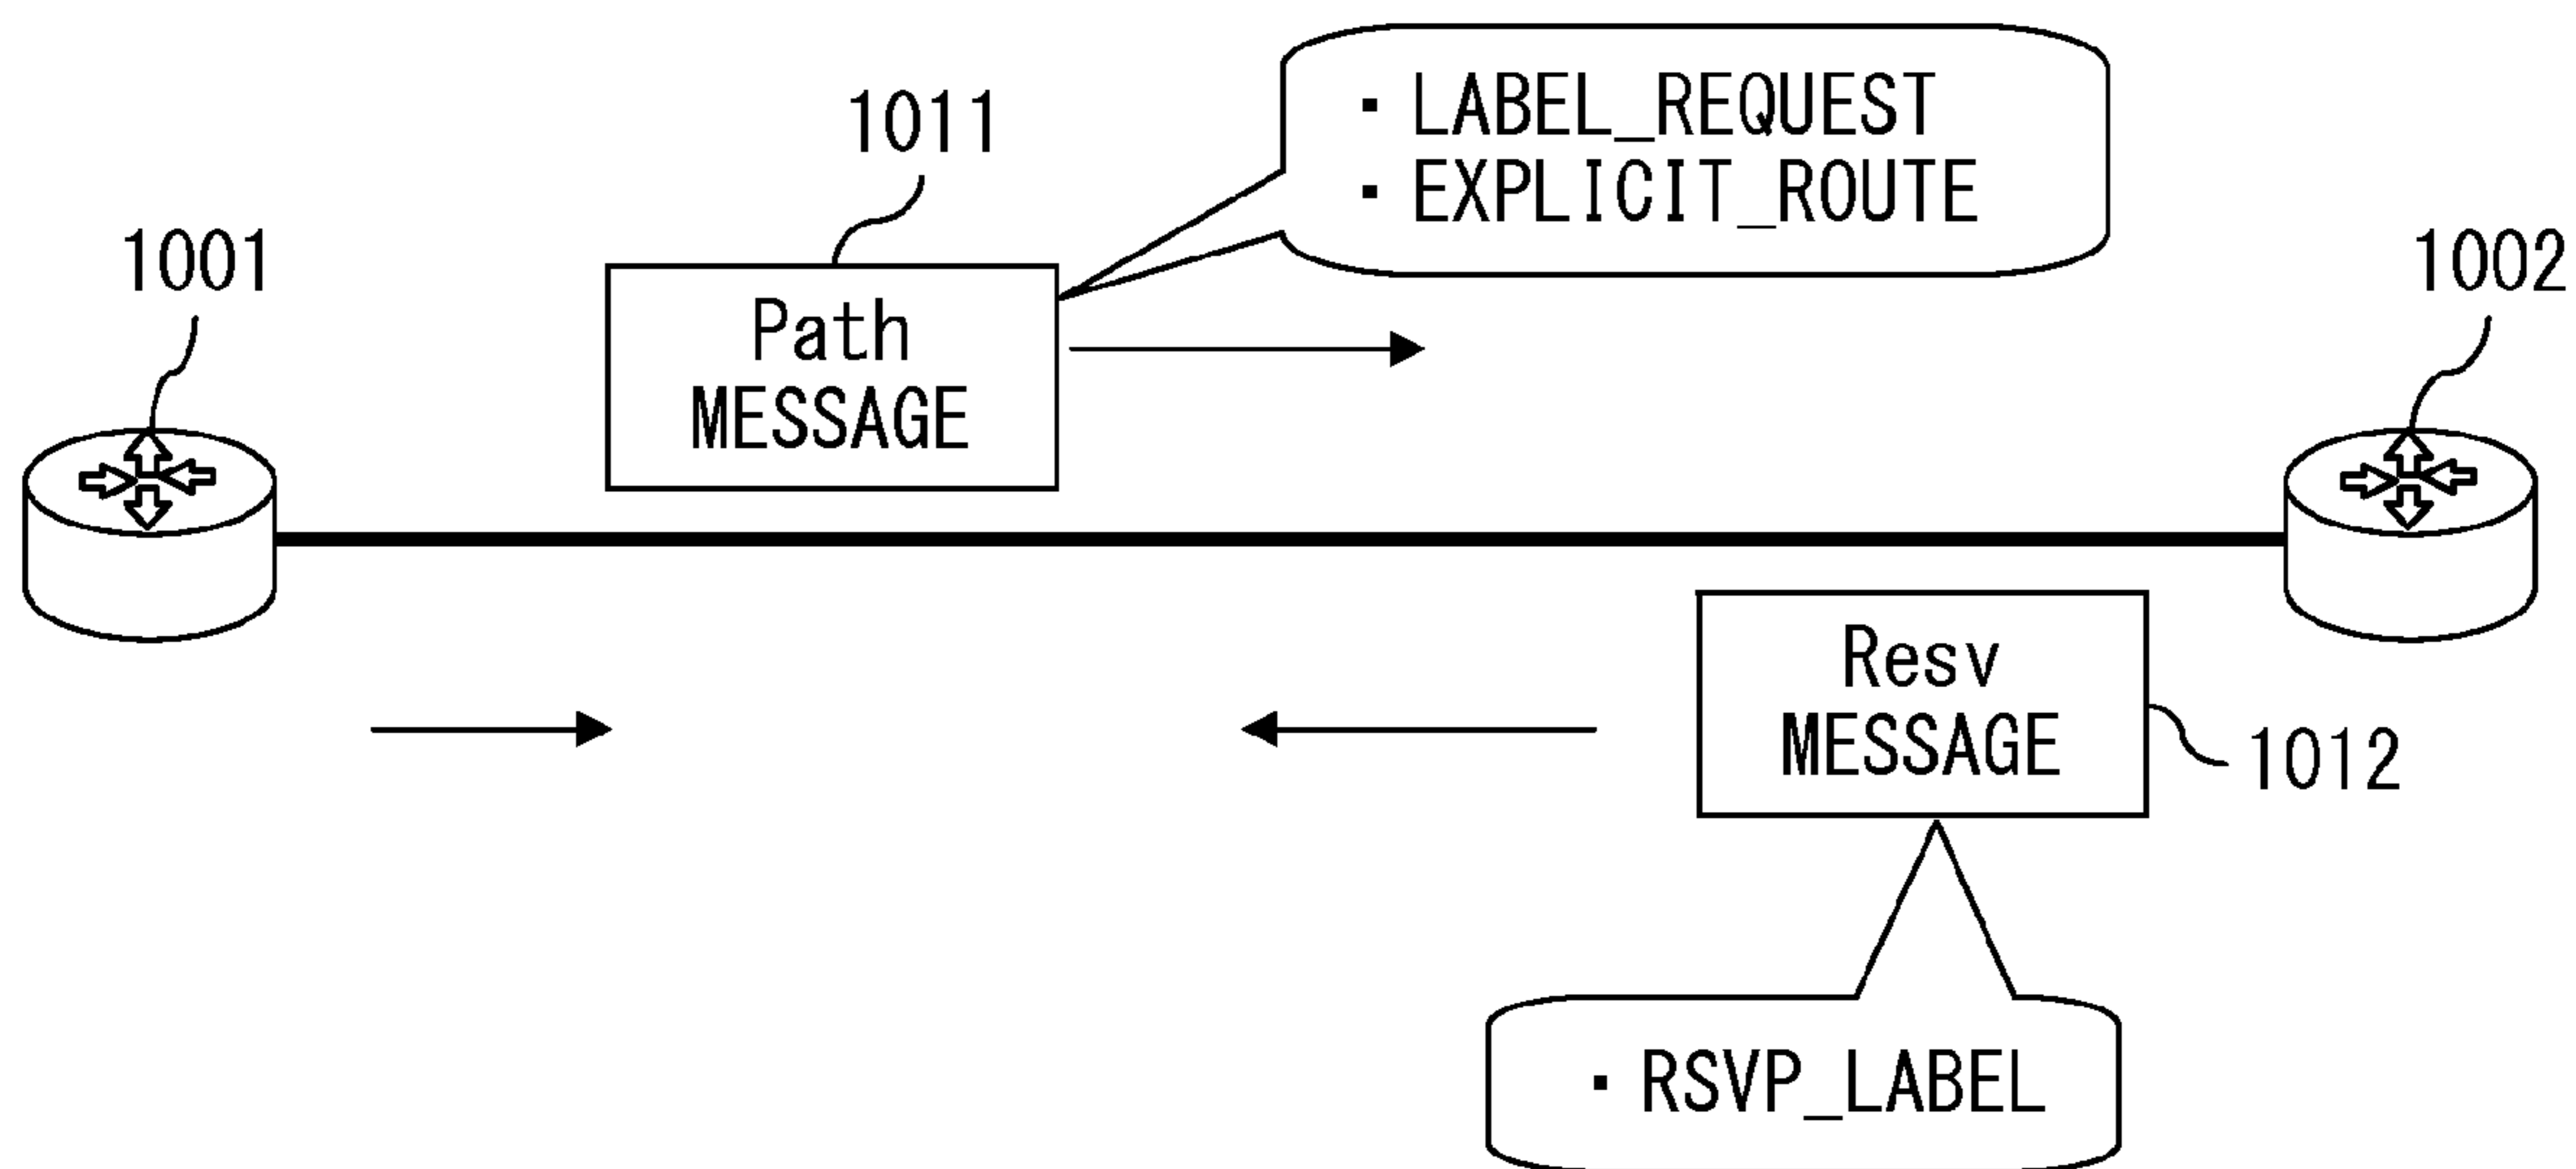 1011
・LABEL_REQUEST
・EXPLICIT_ROUTE
1001
1002
Path
MESSAGE
Resv
MESSAGE
1012
・RSVP_LABEL